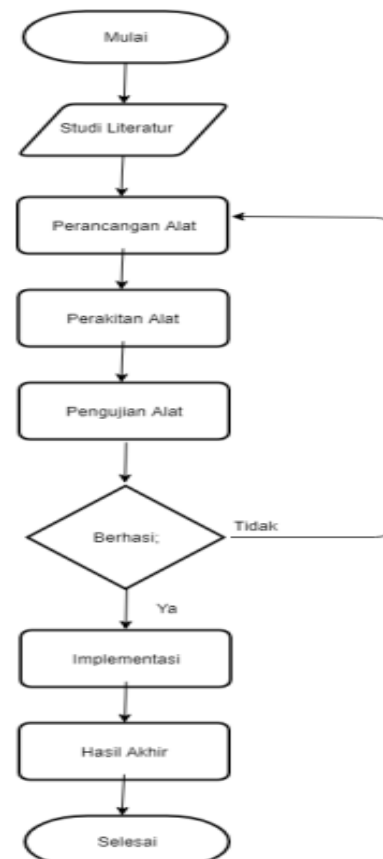 Mulai
Studi Literatur
Perancangan Alat
Perakitan Alat
Pengujian Alat
Berhasi;
Tidak
Ya
Implementasi
Hasil Akhir
Selesai